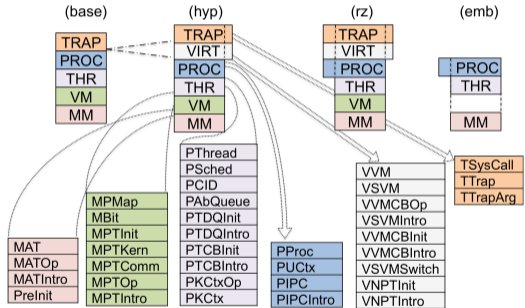 (base)
(hyp)
(rz)
(emb)
TRAP
PROC
THR
VM
MM
TRAP
VIRT
PROC
THR
VM
MM
TRAP
VIRT
PROC
THR
VM
MM
PROC
THR
MM
MAT
MATOp
MATIntro
PreInit
MPMap
MBit
MPTInit
MPTKern
MPTComm
MPTOp
MPTIntro
PThread
PSched
PCID
PAbQueue
PTDQInit
PTDQIntro
PTCBInit
PTCBIntro
PKCtxOp
PKCtx
PProc
PUCtx
PIPC
PIPCIntro
VVM
VSVM
VVMCBOp
VSVMIntro
VVMCBInit
VVMCBIntro
VSVMSwitch
VNPTInit
VNPTIntro
TSysCall
TTrap
TTrapArg